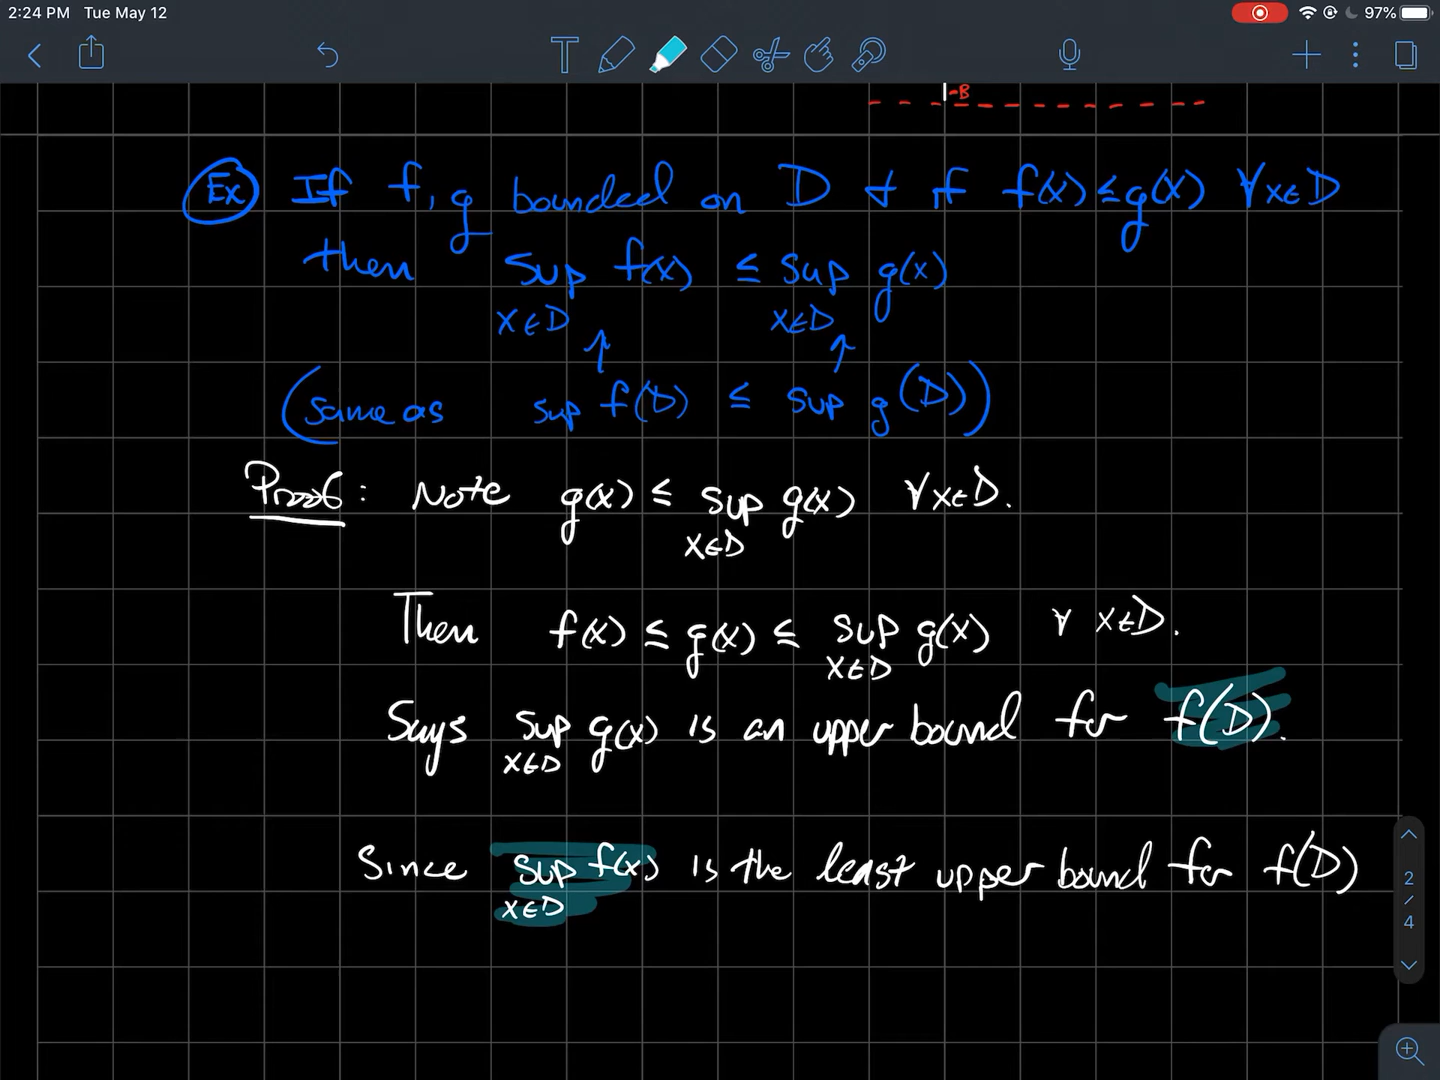 2:24 PM Tue May 12
97%
-B
Ex If f, g bounded on D & if f(x) ≤ g(x) ∀x∈D
then sup f(x) ≤ sup g(x)
x∈D x∈D
↑ ↑
(same as sup f(D) ≤ sup g(D))
Proof: Note g(x) ≤ sup g(x) ∀x∈D.
x∈D
Then f(x) ≤ g(x) ≤ sup g(x) ∀ x∈D.
x∈D
Says sup g(x) is an upper bound for f(D).
x∈D
Since sup f(x) is the least upper bound for f(D)
x∈D
2
/
4